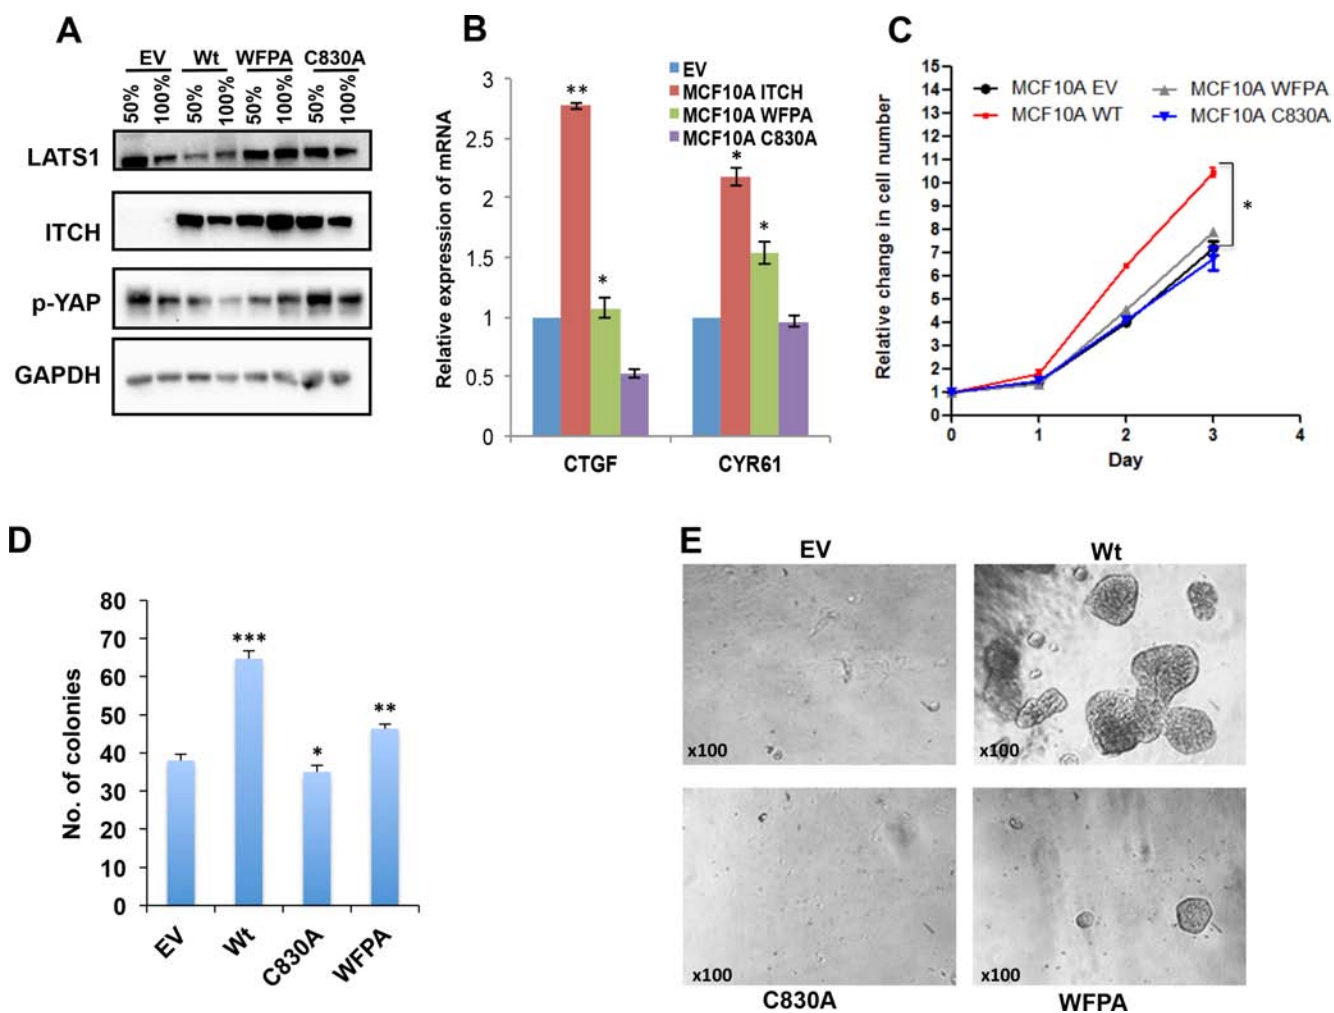 A
EV Wt WFPA C830A
50% 100% 50% 100% 50% 100% 50% 100%
LATS1
ITCH
p-YAP
GAPDH
B
Relative expression of mRNA
3
2.5
2
1.5
1
0.5
0
EV
MCF10A ITCH
MCF10A WFPA
MCF10A C830A
**
*
*
*
CTGF CYR61
C
Relative change in cell number
15
14
13
12
11
10
9
8
7
6
5
4
3
2
1
0
MCF10A EV MCF10A WFPA
MCF10A WT MCF10A C830A
*
0 1 2 3 4
Day
D
No. of colonies
80
70
60
50
40
30
20
10
0
***
*
**
EV Wt C830A WFPA
E
EV Wt
x100 x100
x100 x100
C830A WFPA